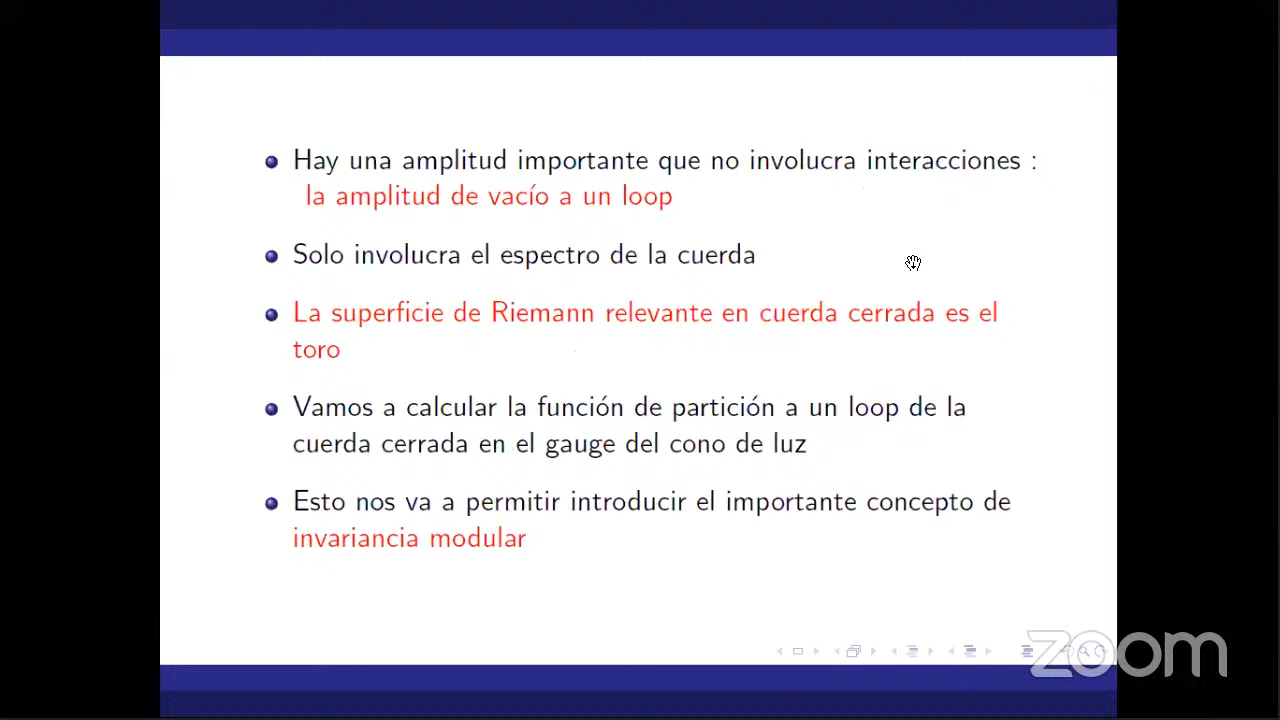 Hay una amplitud importante que no involucra interacciones :
la amplitud de vacío a un loop
Solo involucra el espectro de la cuerda
La superficie de Riemann relevante en cuerda cerrada es el
toro
Vamos a calcular la función de partición a un loop de la
cuerda cerrada en el gauge del cono de luz
Esto nos va a permitir introducir el importante concepto de
invariancia modular
zoom